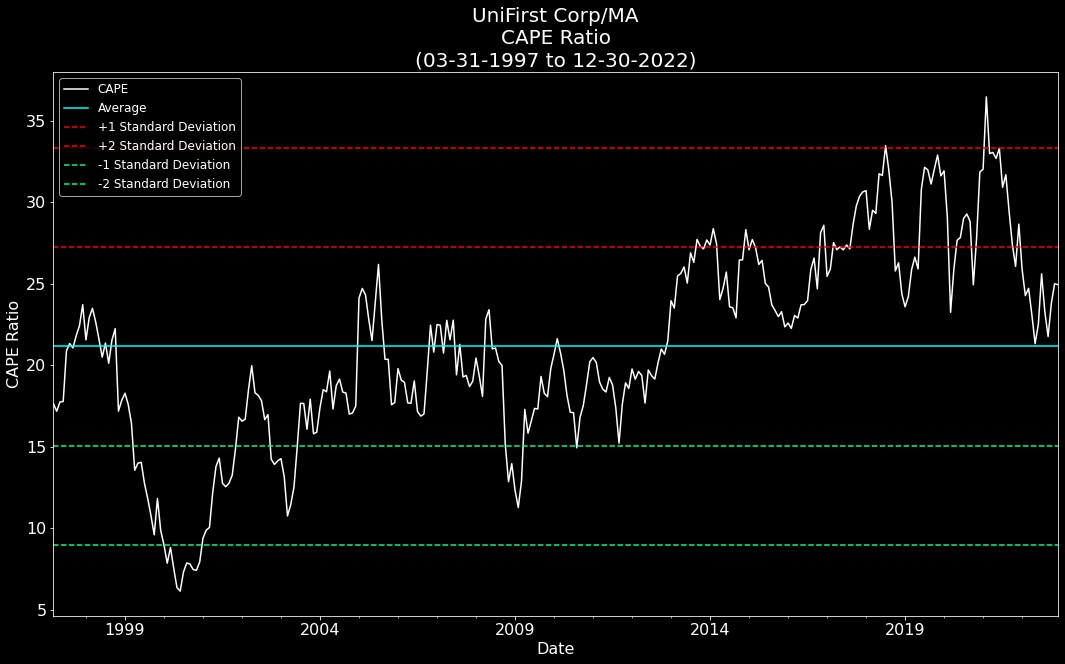 UniFirst Corp/MA
CAPE Ratio
(03-31-1997 to 12-30-2022)
CAPE
Average
+1 Standard Deviation
+2 Standard Deviation
-1 Standard Deviation
-2 Standard Deviation
CAPE Ratio
35
30
25
20
15
10
5
1999
2004
2009
2014
2019
Date